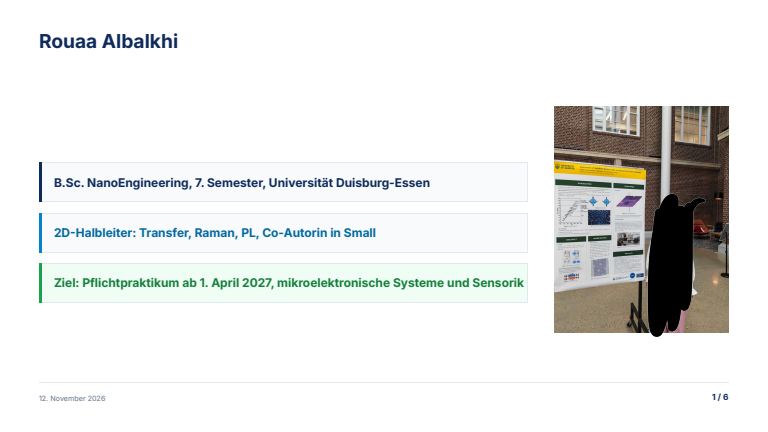 Rouaa Albalkhi
B.Sc. NanoEngineering, 7. Semester, Universität Duisburg-Essen
2D-Halbleiter: Transfer, Raman, PL, Co-Autorin in Small
Ziel: Pflichtpraktikum ab 1. April 2027, mikroelektronische Systeme und Sensorik
12. November 2026
1 / 6